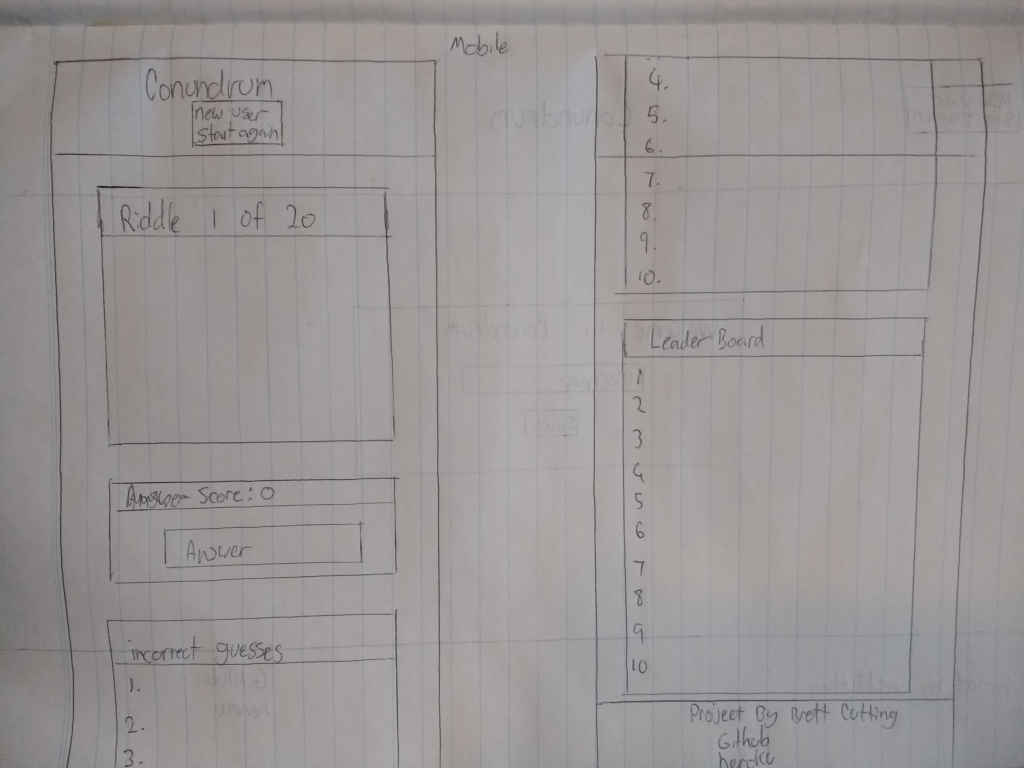 Mobile
Conundrum
new user
start again
Riddle 1 of 20
Score: 0
Answer
incorrect guesses
1.
2.
3.
4.
5.
6.
7.
8.
9.
10.
Leader Board
1
2
3
4
5
6
7
8
9
10
Project By Brett Cutting
Github
heroku